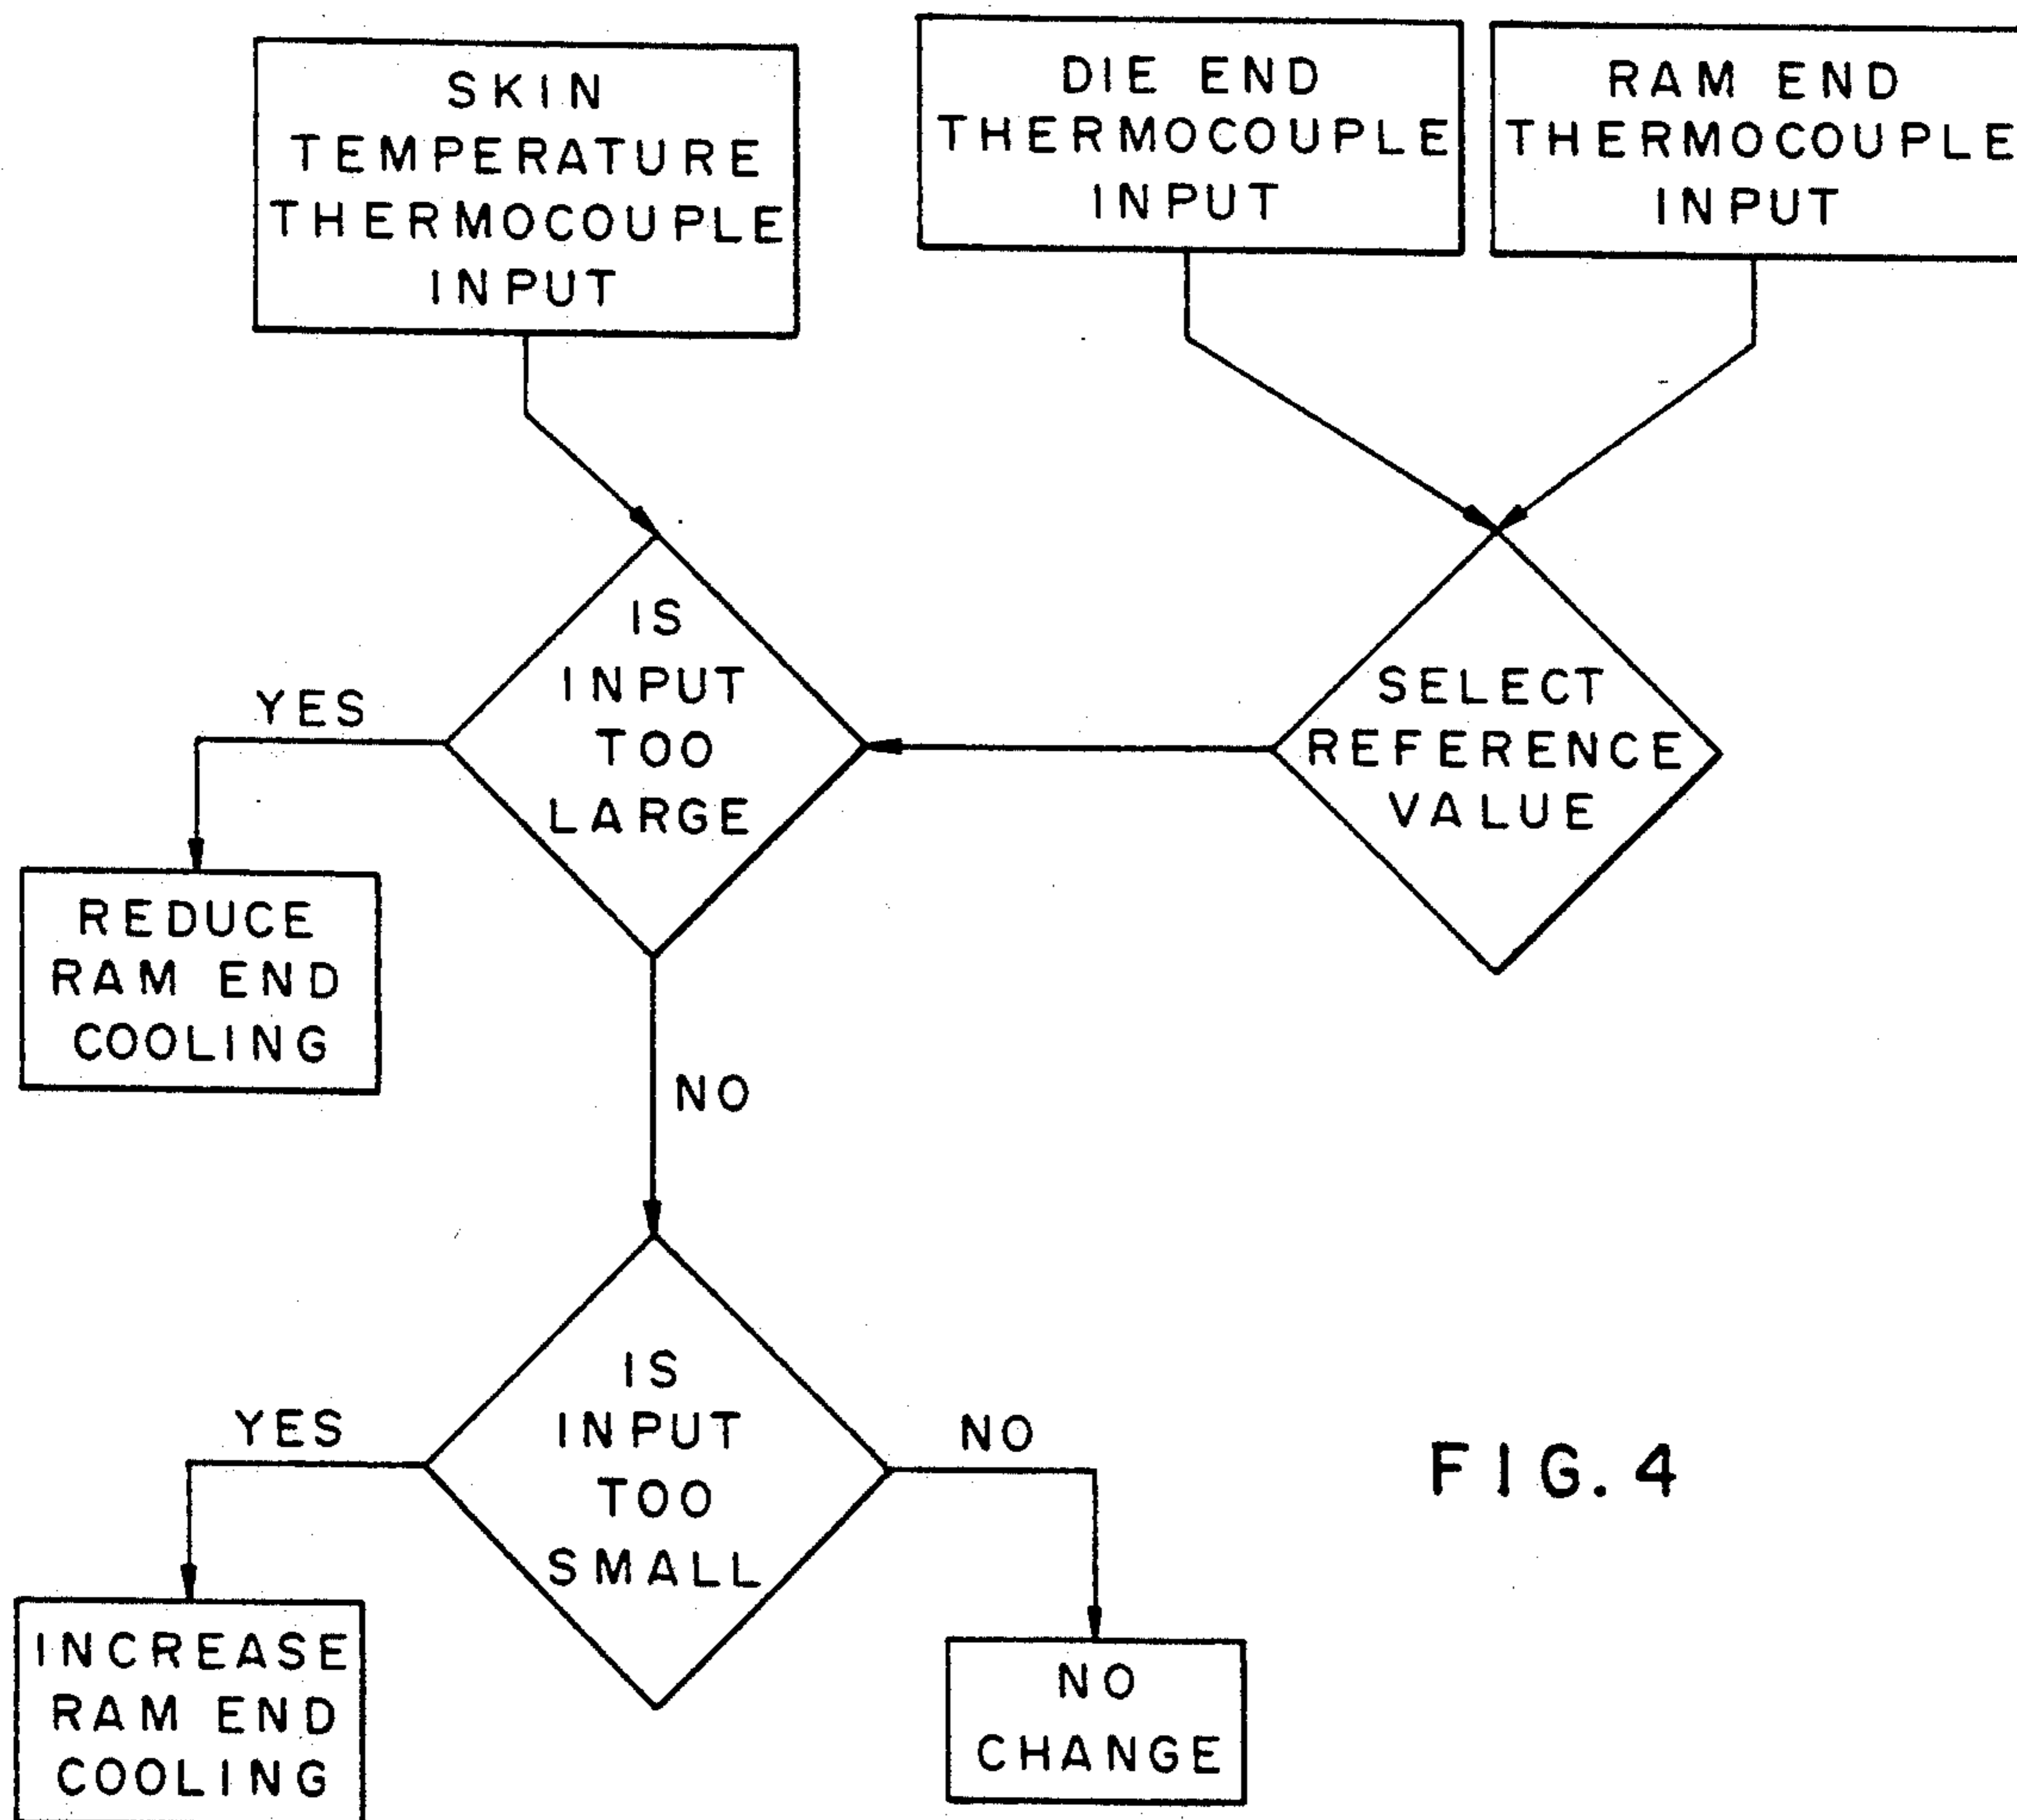 SKIN
TEMPERATURE
THERMOCOUPLE
INPUT
DIE END
THERMOCOUPLE
INPUT
RAM END
THERMOCOUPLE
INPUT
IS
INPUT
TOO
LARGE
SELECT
REFERENCE
VALUE
YES
REDUCE
RAM END
COOLING
NO
IS
INPUT
TOO
SMALL
YES
NO
INCREASE
RAM END
COOLING
NO
CHANGE
FIG. 4